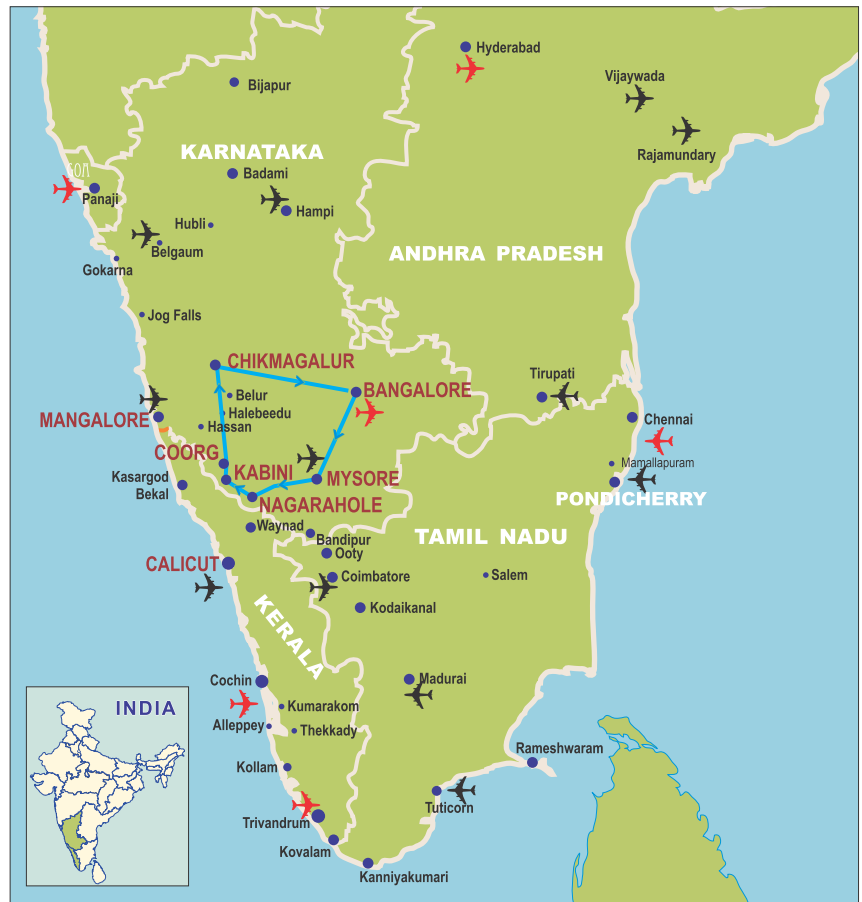 Hyderabad
Vijaywada
Bijapur
Rajamundary
KARNATAKA
GOA
Badami
Panaji
Hampi
Hubli
Belgaum
ANDHRA PRADESH
Gokarna
Jog Falls
CHIKMAGALUR
Tirupati
BANGALORE
Belur
Halebeedu
MANGALORE
Hassan
Chennai
COORG
Mamallapuram
KABINI
MYSORE
Kasargod
Bekal
NAGARAHOLE
PONDICHERRY
Waynad
Bandipur
TAMIL NADU
Ooty
CALICUT
Coimbatore
Salem
KERALA
Kodaikanal
Cochin
Madurai
Kumarakom
INDIA
Alleppey
Thekkady
Rameshwaram
Kollam
Tuticorn
Trivandrum
Kovalam
Kanniyakumari